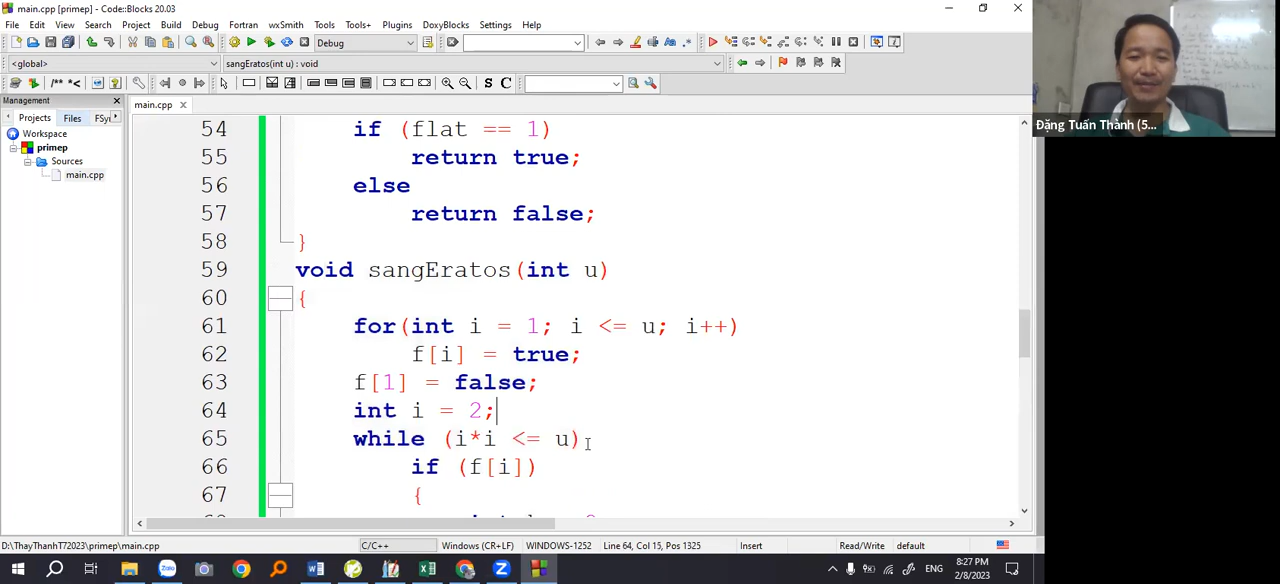 main.cpp [primep] - Code::Blocks 20.03
File Edit View Search Project Build Debug Fortran wxSmith Tools Tools+ Plugins DoxyBlocks Settings Help
Debug
<global> sangEratos(int u) : void
/** *< S C
Management
main.cpp
Projects Files FSy
Workspace
primep
Sources
main.cpp
54 if (flat == 1)
55 return true;
56 else
57 return false;
58 }
59 void sangEratos(int u)
60 {
61 for(int i = 1; i <= u; i++)
62 f[i] = true;
63 f[1] = false;
64 int i = 2;
65 while (i*i <= u)
66 if (f[i])
67 {
Đặng Tuấn Thành (5...
D:\ThayThanhT72023\primep\main.cpp C/C++ Windows (CR+LF) WINDOWS-1252 Line 64, Col 15, Pos 1325 Insert Read/Write default
ENG
8:27 PM
2/8/2023